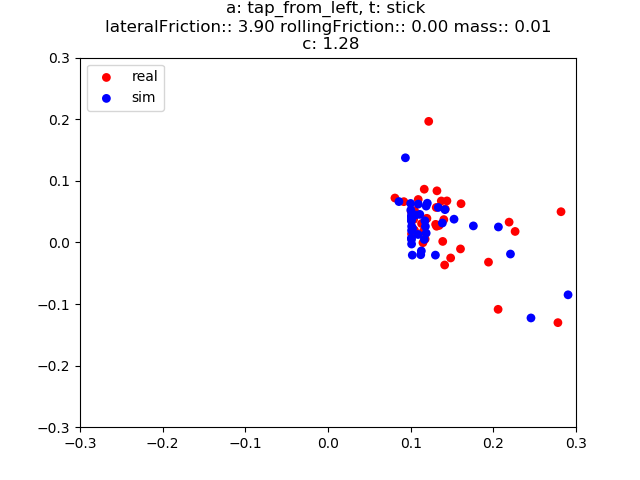 a: tap_from_left, t: stick
lateralFriction:: 3.90 rollingFriction:: 0.00 mass:: 0.01
c: 1.28
real
sim
0.3
0.2
0.1
0.0
−0.1
−0.2
−0.3
−0.3
−0.2
−0.1
0.0
0.1
0.2
0.3